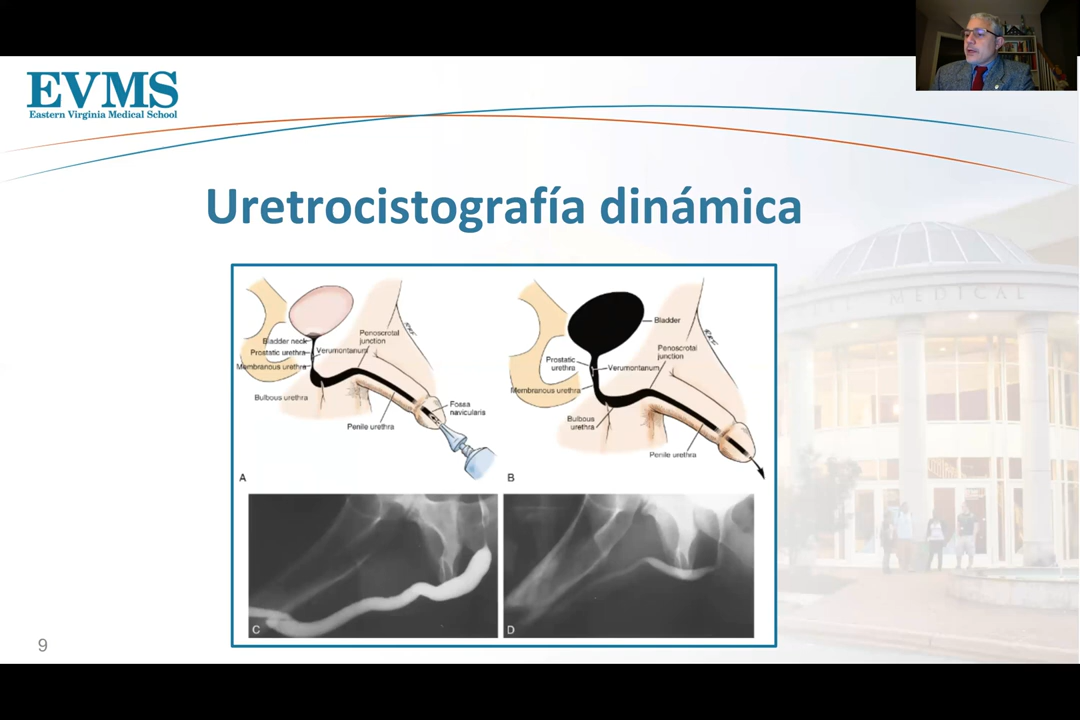 EVMS
Eastern Virginia Medical School
Uretrocistografía dinámica
Bladder neck
Prostatic urethra
Membranous urethra
Verumontanum
Penoscrotal
junction
Bulbous urethra
Penile urethra
Fossa
navicularis
A
Bladder
Prostatic
urethra
Verumontanum
Membranous urethra
Penoscrotal
junction
Bulbous
urethra
Penile urethra
B
C
D
MEDICAL
9